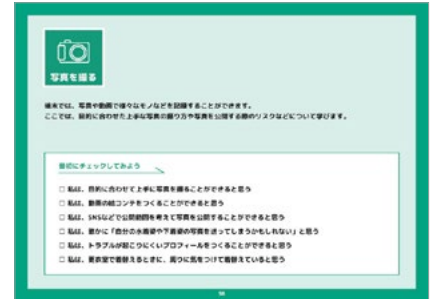 写真を撮る
端末では、写真や動画で様々なモノなどを記録することができます。
ここでは、目的に合わせた上手な写真の撮り方や写真を公開する際のリスクなどについて学びます。
最初にチェックしてみよう
□ 私は、目的に合わせて上手に写真を撮ることができると思う
□ 私は、動画の絵コンテをつくることができると思う
□ 私は、SNSなどで公開範囲を考えて写真を公開することができると思う
□ 私は、誰かに「自分の水着姿や下着姿の写真を送ってしまうかもしれない」と思う
□ 私は、トラブルが起こりにくいプロフィールをつくることができると思う
□ 私は、更衣室で着替えるときに、周りに気をつけて着替えていると思う